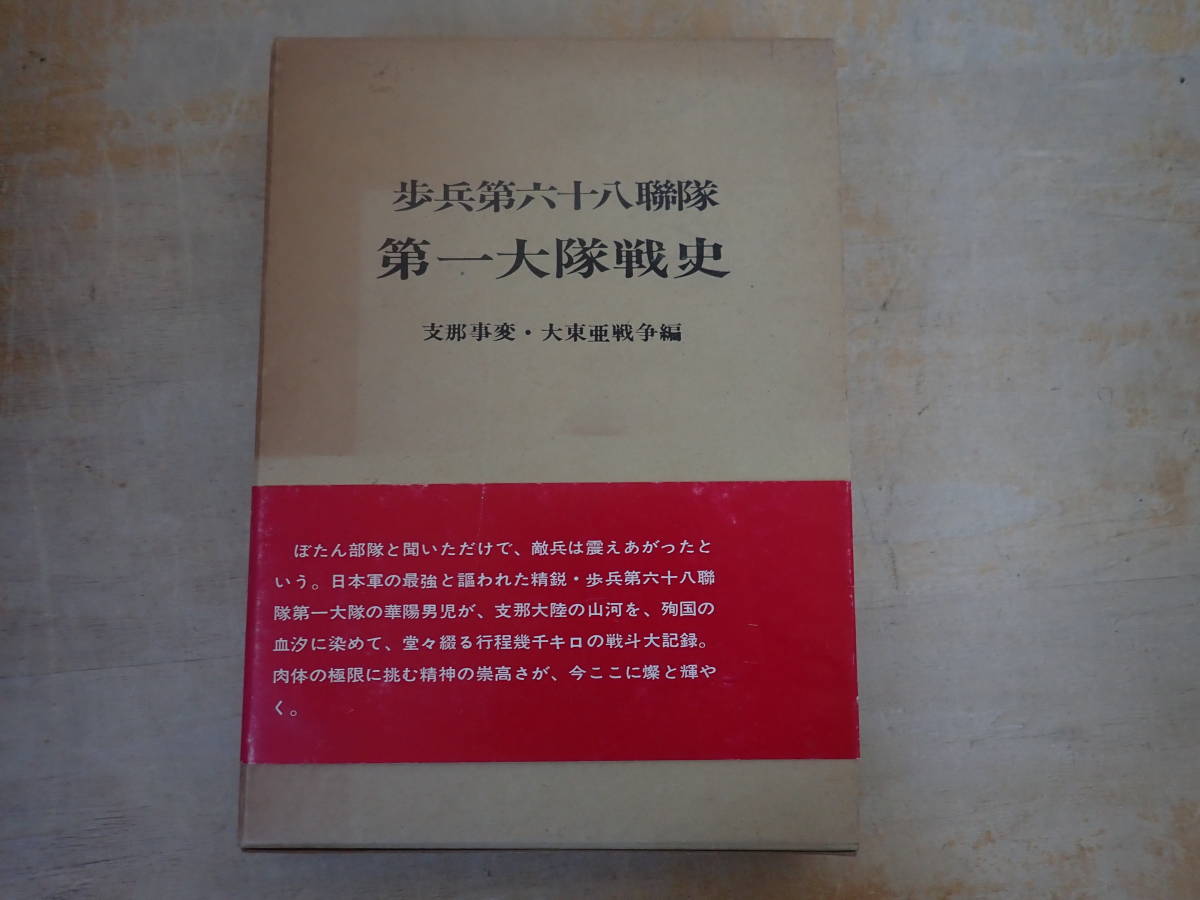 歩兵第六十八聯隊
第一大隊戦史
支那事変・大東亜戦争編
ぼたん部隊と聞いただけで、敵兵は震えあがったと
いう。日本軍の最強と謳われた精鋭・歩兵第六十八聯
隊第一大隊の華陽男児が、支那大陸の山河を、殉国の
血汐に染めて、堂々綴る行程幾千キロの戦斗大記録。
肉体の極限に挑む精神の崇高さが、今ここに燦と輝や
く。